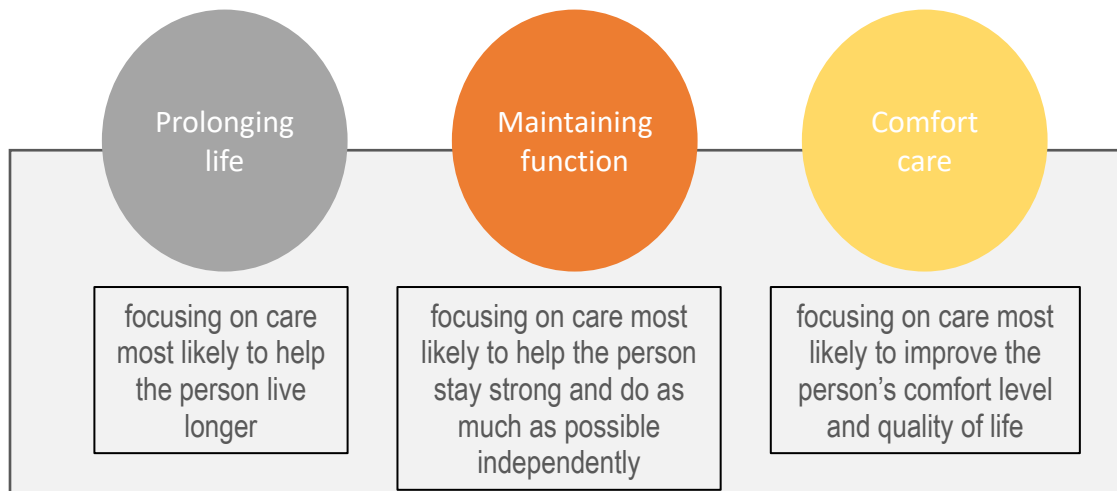 Prolonging
life
focusing on care
most likely to help
the person live
longer
Maintaining
function
focusing on care most
likely to help the person
stay strong and do as
much as possible
independently
Comfort
care
focusing on care most
likely to improve the
person’s comfort level
and quality of life